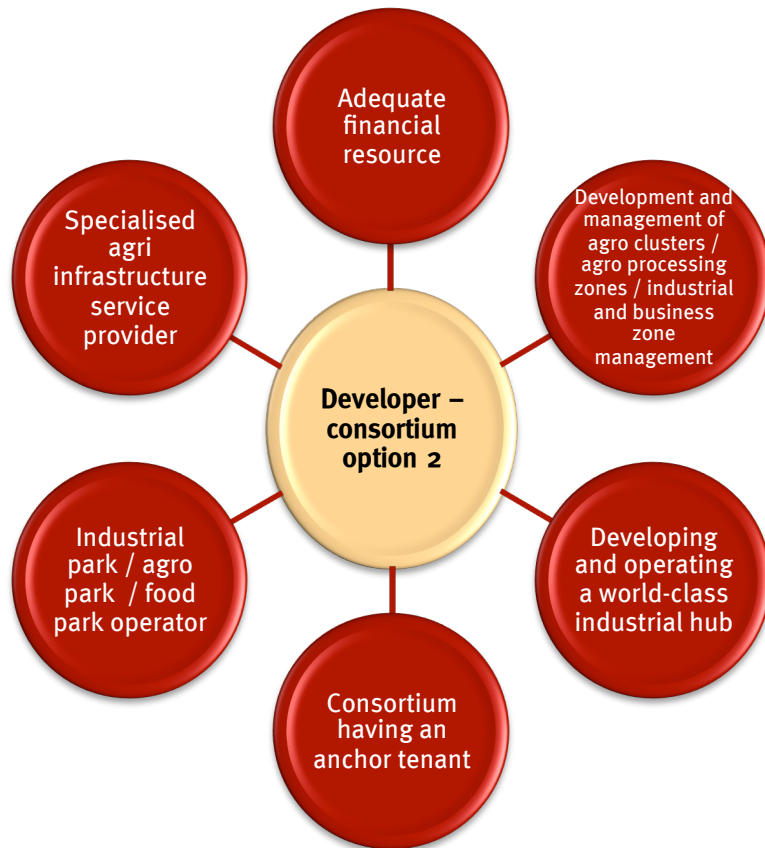 Adequate
financial
resource
Specialised
agri
infrastructure
service
provider
Development and
management of
agro clusters /
agro processing
zones / industrial
and business
zone
management
Developer –
consortium
option 2
Industrial
park / agro
park / food
park operator
Developing
and operating
a world-class
industrial hub
Consortium
having an
anchor tenant